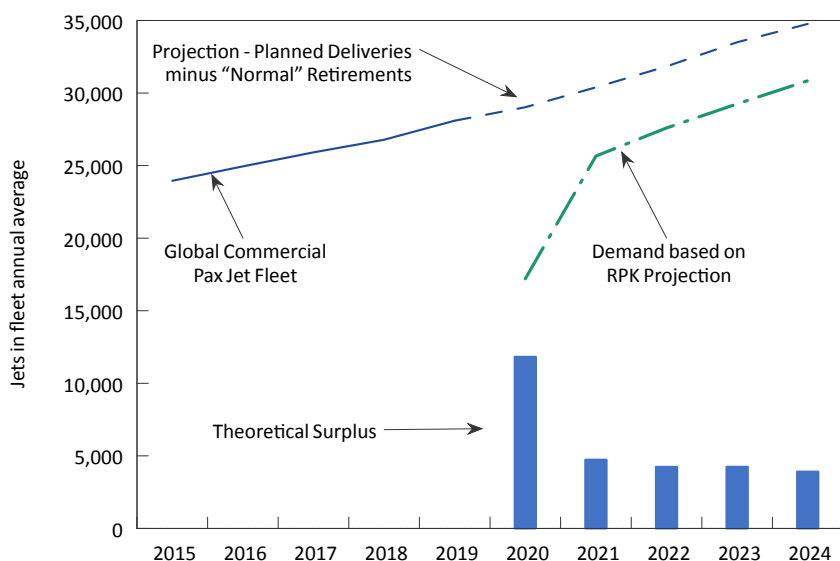 35,000
30,000
25,000
20,000
15,000
10,000
5,000
0
Jets in fleet annual average
Projection - Planned Deliveries
minus “Normal” Retirements
Global Commercial
Pax Jet Fleet
Demand based on
RPK Projection
Theoretical Surplus
2015 2016 2017 2018 2019 2020 2021 2022 2023 2024